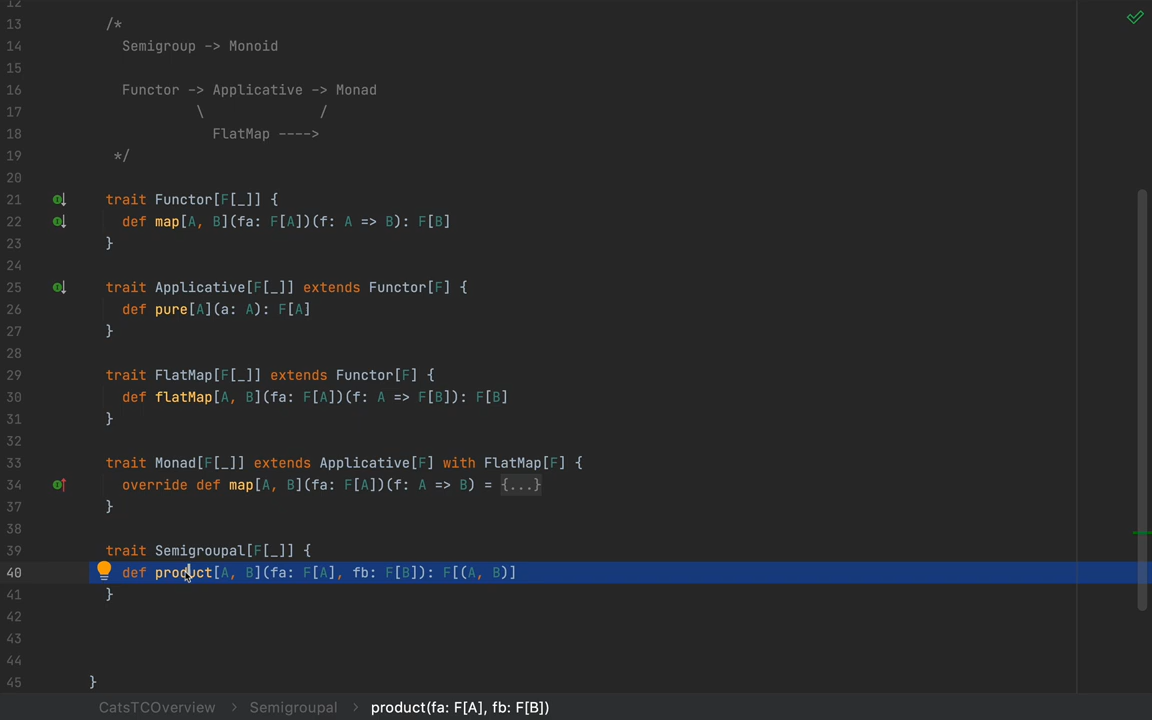 12
13 /*
14 Semigroup -> Monoid
15
16 Functor -> Applicative -> Monad
17 \ /
18 FlatMap ---->
19 */
20
21 trait Functor[F[_]] {
22 def map[A, B](fa: F[A])(f: A => B): F[B]
23 }
24
25 trait Applicative[F[_]] extends Functor[F] {
26 def pure[A](a: A): F[A]
27 }
28
29 trait FlatMap[F[_]] extends Functor[F] {
30 def flatMap[A, B](fa: F[A])(f: A => F[B]): F[B]
31 }
32
33 trait Monad[F[_]] extends Applicative[F] with FlatMap[F] {
34 override def map[A, B](fa: F[A])(f: A => B) = {...}
37 }
38
39 trait Semigroupal[F[_]] {
40 def product[A, B](fa: F[A], fb: F[B]): F[(A, B)]
41 }
42
43
44
45 }
CatsTCOverview > Semigroupal > product(fa: F[A], fb: F[B])